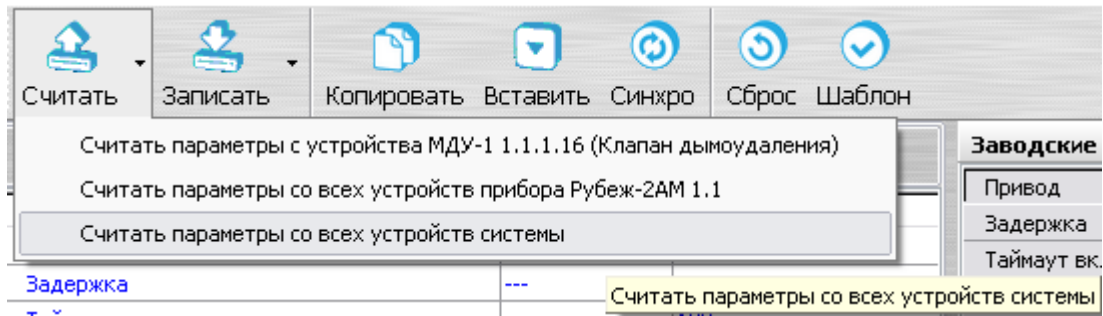 Считать
Записать
Копировать
Вставить
Синхро
Сброс
Шаблон
Считать параметры с устройства МДУ-1 1.1.1.16 (Клапан дымоудаления)
Считать параметры со всех устройств прибора Рубеж-2АМ 1.1
Считать параметры со всех устройств системы
Заводские
Привод
Задержка
Таймаут вк.
Задержка
---
Считать параметры со всех устройств системы